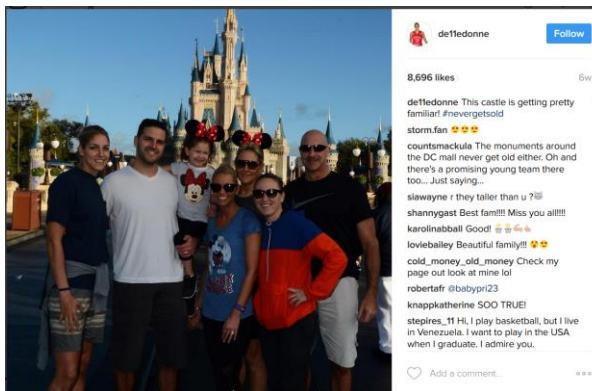 de11edonne
Follow
8,696 likes
6w
de11edonne This castle is getting pretty
familiar! #nevergetsold
storm.fan 😍😍😍
countsmackula The monuments around
the DC mall never get old either. Oh and
there's a promising young team there
too... Just saying...
siawayne r they taller than u ?
shannygast Best fam!!!! Miss you all!!!!
karolinabball Good!
loviebailey Beautiful family!!!
cold_money_old_money Check my
page out look at mine lol
robertafr @babypri23
knappkatherine SOO TRUE!
stepires_11 Hi, I play basketball, but I live
in Venezuela. I want to play in the USA
when I graduate. I admire you.
Add a comment...